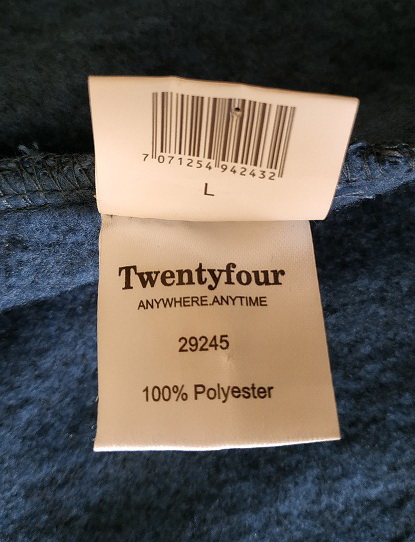 7 071254 942432
L
Twentyfour
ANYWHERE.ANYTIME
29245
100% Polyester